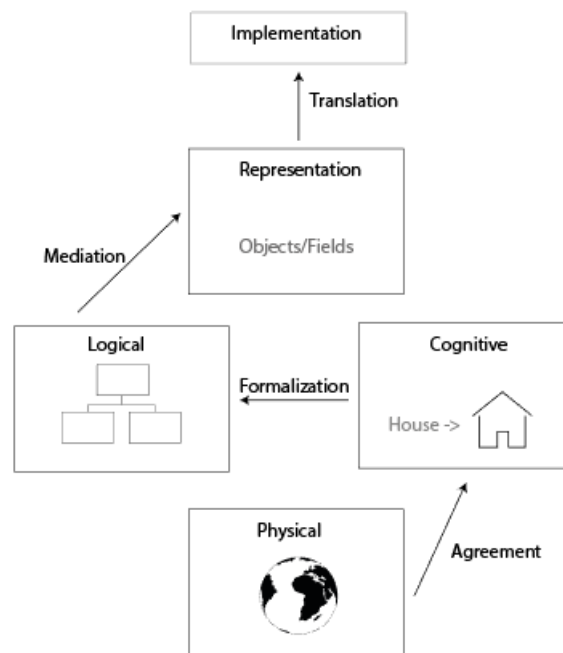 Implementation
Translation
Representation
Objects/Fields
Mediation
Logical
Cognitive
Formalization
House ->
Physical
Agreement